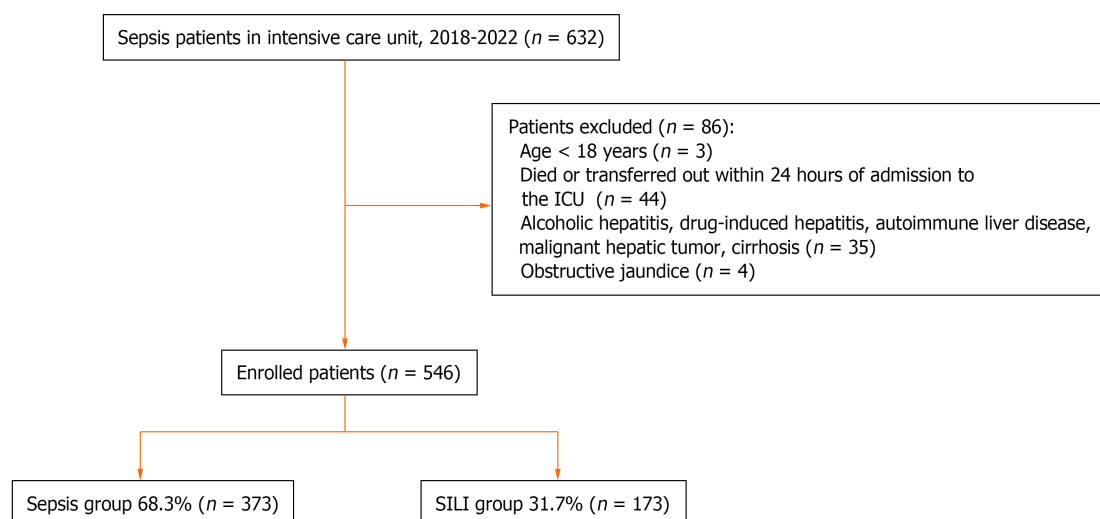 Sepsis patients in intensive care unit, 2018-2022 (n = 632)
Patients excluded (n = 86):
Age < 18 years (n = 3)
Died or transferred out within 24 hours of admission to
the ICU (n = 44)
Alcoholic hepatitis, drug-induced hepatitis, autoimmune liver disease,
malignant hepatic tumor, cirrhosis (n = 35)
Obstructive jaundice (n = 4)
Enrolled patients (n = 546)
Sepsis group 68.3% (n = 373)
SILI group 31.7% (n = 173)